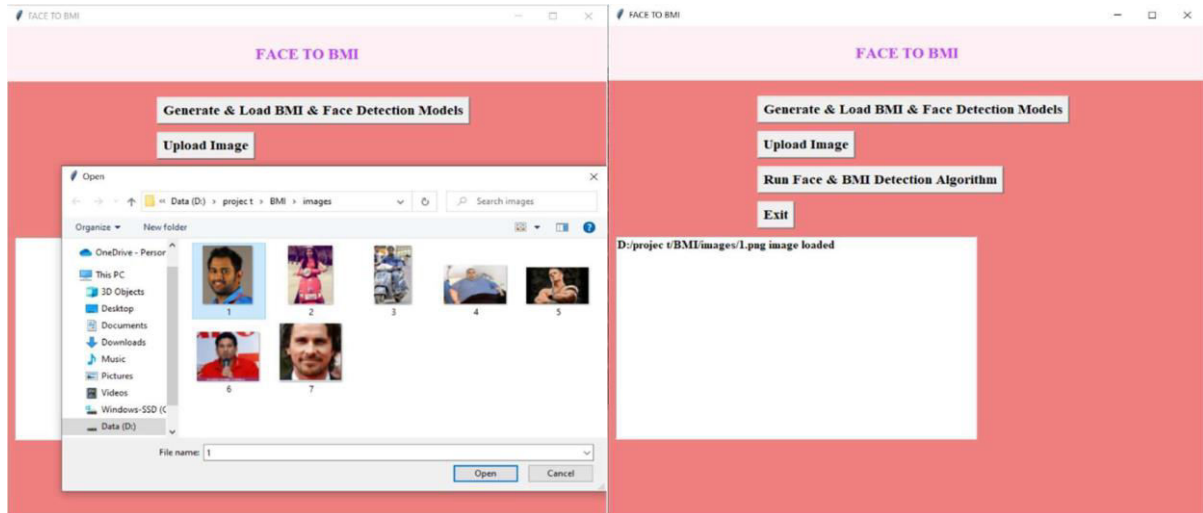 FACE TO BMI
FACE TO BMI
Generate & Load BMI & Face Detection Models
Upload Image
Open
Data (D:) › projec t › BMI › images
Search images
Organize
New folder
OneDrive - Person
This PC
3D Objects
Desktop
Documents
Downloads
Music
Pictures
Videos
Windows-SSD (C
Data (D:)
1
2
3
4
5
6
7
File name: 1
Open
Cancel
FACE TO BMI
FACE TO BMI
Generate & Load BMI & Face Detection Models
Upload Image
Run Face & BMI Detection Algorithm
Exit
D:/projec t/BMI/images/1.png image loaded